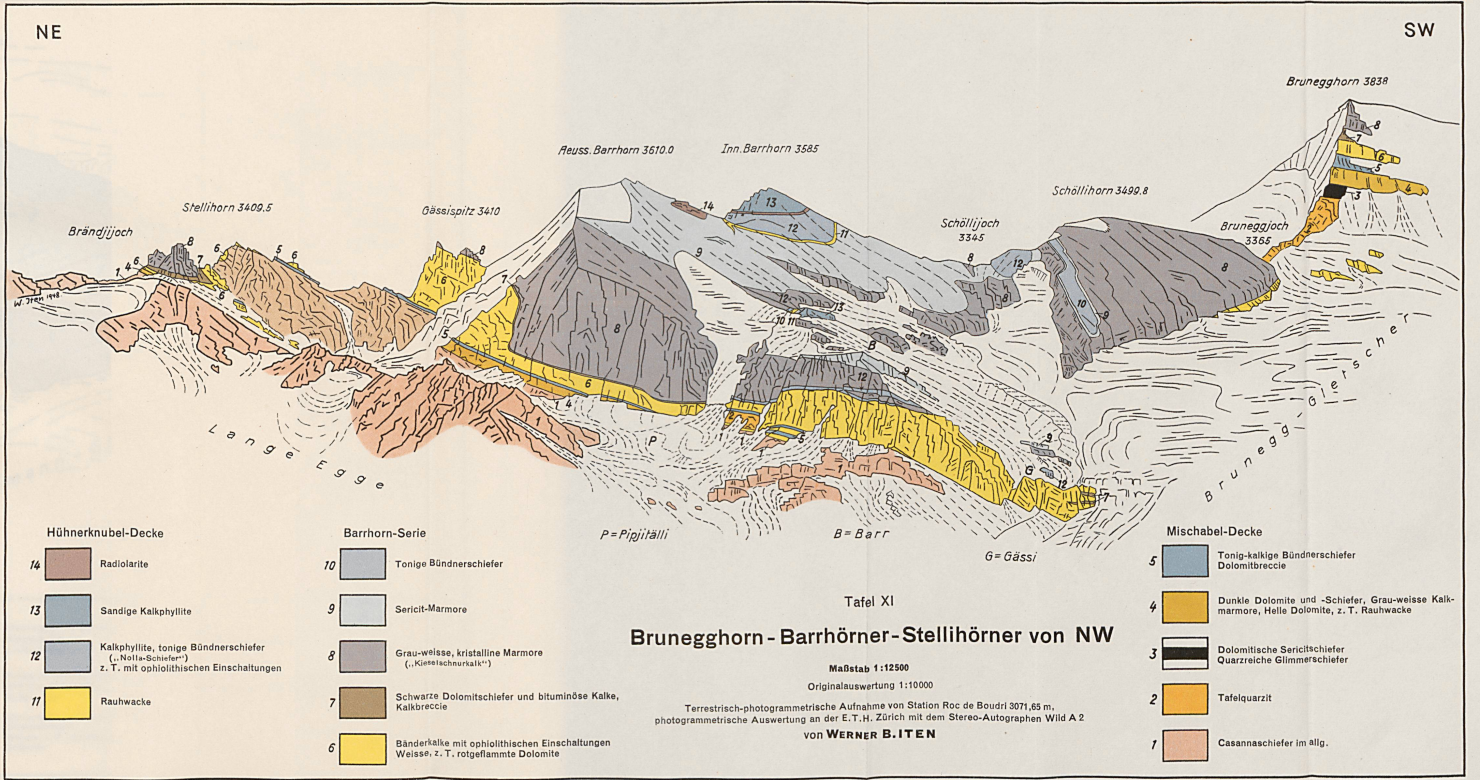 NE
SW
Brunegghorn 3838
Aeuss. Barrhorn 3610.0
Inn. Barrhorn 3585
Schöllihorn 3499.8
Stellihorn 3409.5
Gässispitz 3410
Brändjijoch
Schöllijoch
3345
Bruneggjoch
3365
W. Iten 1948
Lange Egge
Brunegg-Gletscher
P
B
G
P = Pipjitälli
B = Barr
G = Gässi
Hühnerknubel-Decke
14 Radiolarite
13 Sandige Kalkphyllite
12 Kalkphyllite, tonige Bündnerschiefer
(„Nolla-Schiefer“)
z. T. mit ophiolithischen Einschaltungen
11 Rauhwacke
Barrhorn-Serie
10 Tonige Bündnerschiefer
9 Sericit-Marmore
8 Grau-weisse, kristalline Marmore
(„Kieselschnurkalk“)
7 Schwarze Dolomitschiefer und bituminöse Kalke,
Kalkbreccie
6 Bänderkalke mit ophiolithischen Einschaltungen
Weisse, z. T. rotgeflammte Dolomite
Tafel XI
Brunegghorn - Barrhörner - Stellihörner von NW
Maßstab 1:12500
Originalauswertung 1:10000
Terrestrisch-photogrammetrische Aufnahme von Station Roc de Boudri 3071,65 m,
photogrammetrische Auswertung an der E.T.H. Zürich mit dem Stereo-Autographen Wild A 2
von WERNER B. ITEN
Mischabel-Decke
5 Tonig-kalkige Bündnerschiefer
Dolomitbreccie
4 Dunkle Dolomite und -Schiefer, Grau-weisse Kalk-
marmore, Helle Dolomite, z. T. Rauhwacke
3 Dolomitische Sericitschiefer
Quarzreiche Glimmerschiefer
2 Tafelquarzit
1 Casannaschiefer im allg.